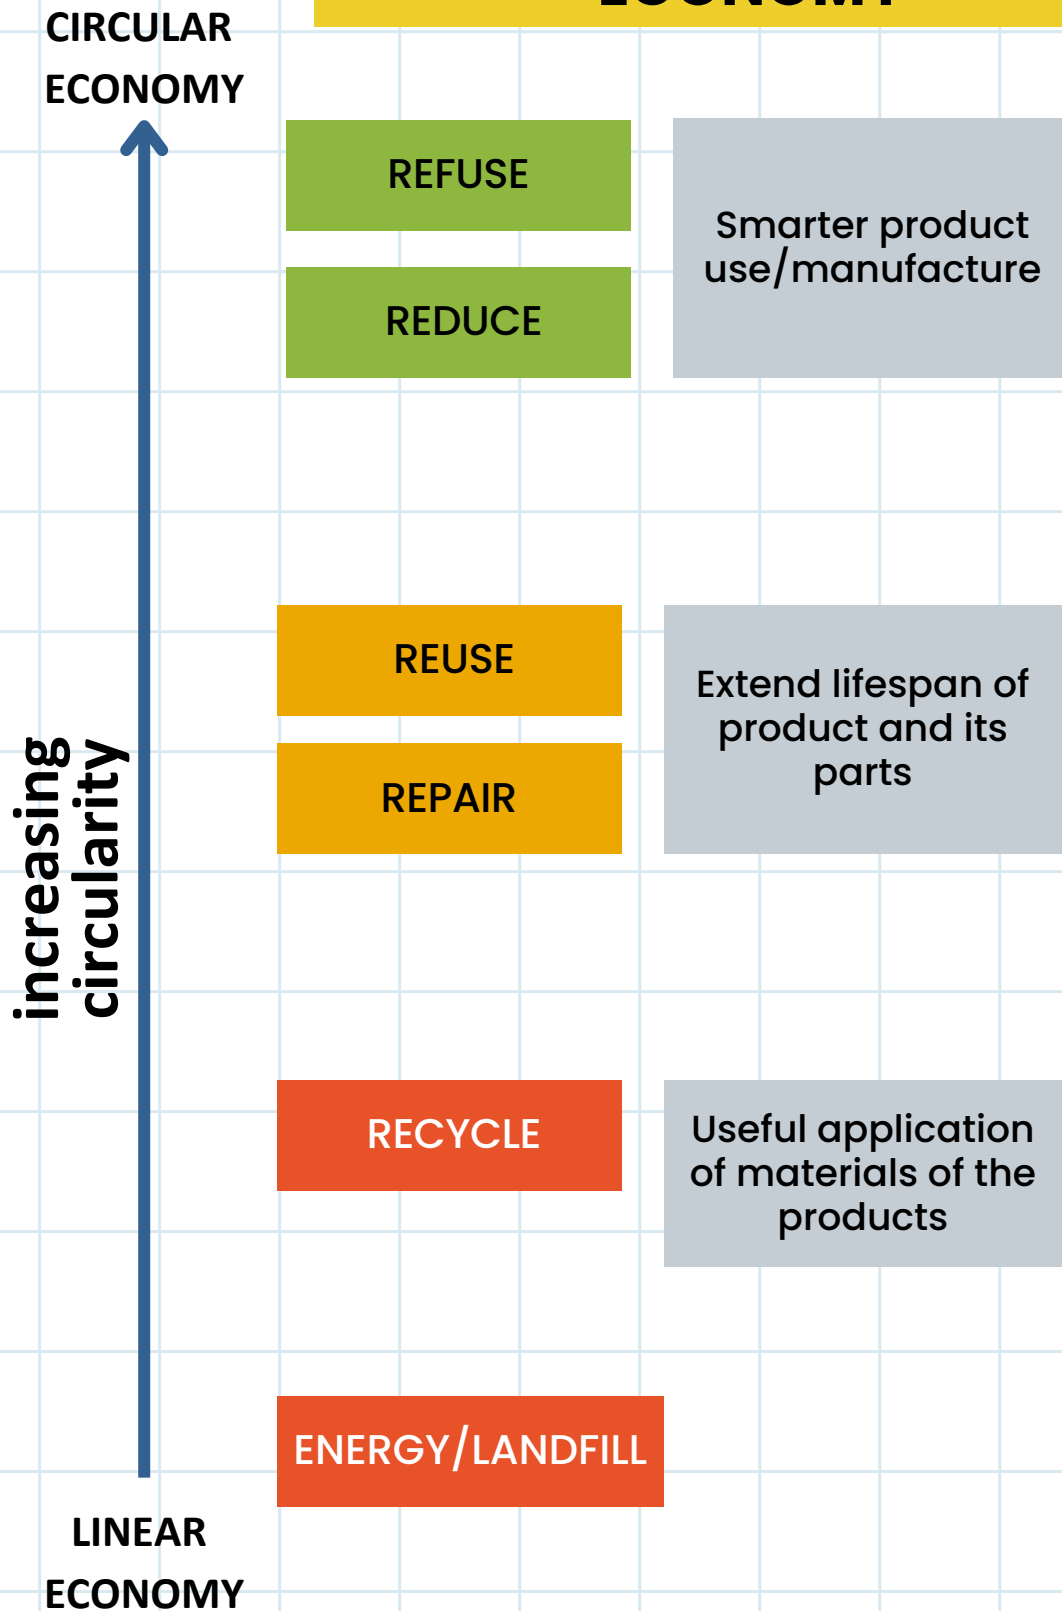 ECONOMY
CIRCULAR
ECONOMY
REFUSE
REDUCE
Smarter product
use/manufacture
REUSE
REPAIR
Extend lifespan of
product and its
parts
increasing
circularity
RECYCLE
Useful application
of materials of the
products
ENERGY/LANDFILL
LINEAR
ECONOMY